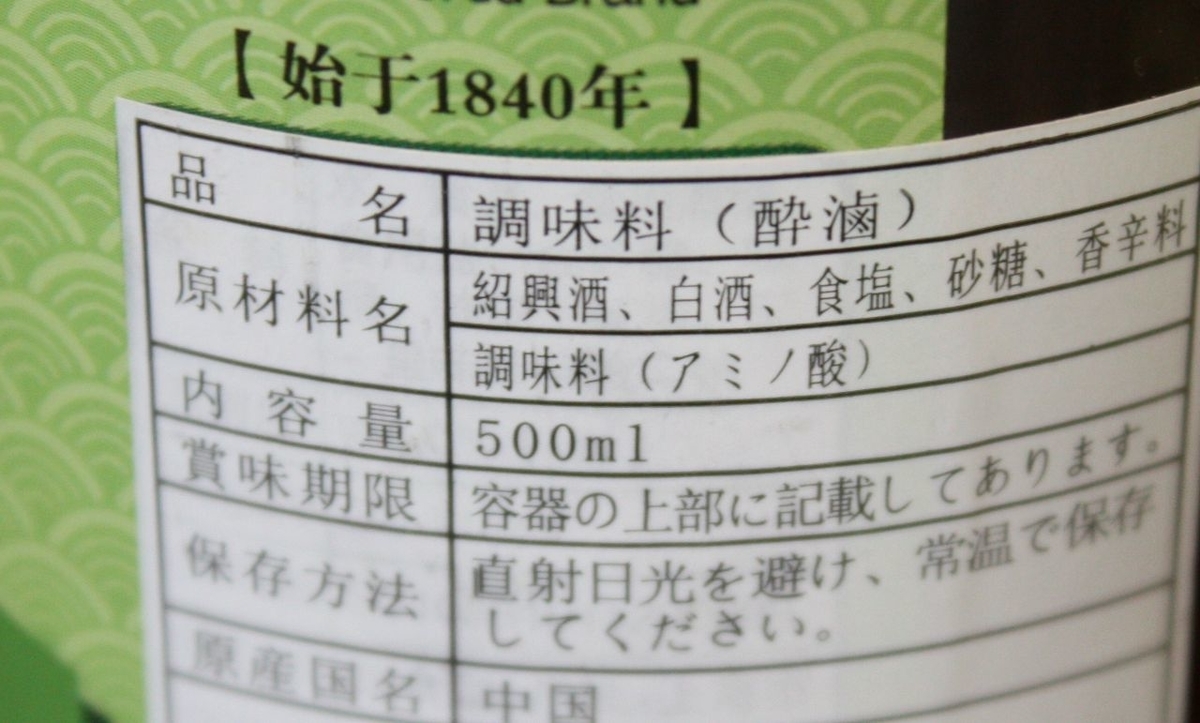 Brand
【始于1840年】
品名 調味料（酔滷）
原材料名 紹興酒、白酒、食塩、砂糖、香辛料
調味料（アミノ酸）
内容量 500ml
賞味期限 容器の上部に記載してあります。
保存方法 直射日光を避け、常温で保存
してください。
原産国名 中国